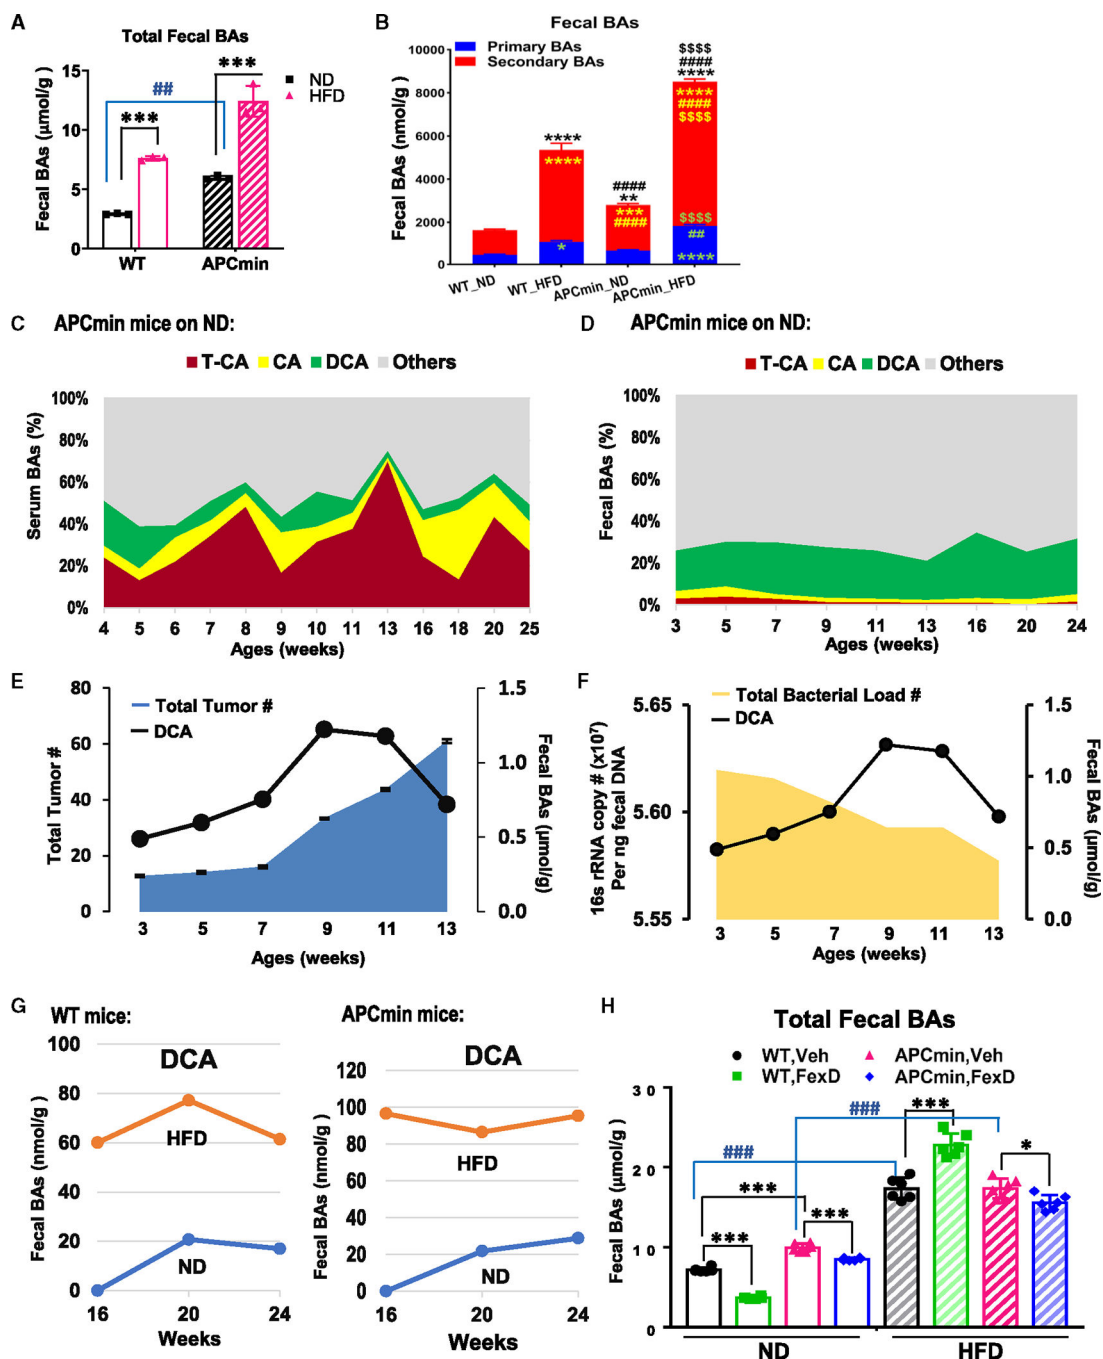 A
Total Fecal BAs
Fecal BAs (µmol/g)
15
10
5
0
##
***
***
ND
HFD
WT
APCmin
B
Fecal BAs
Primary BAs
Secondary BAs
Fecal BAs (nmol/g)
10000
8000
6000
4000
2000
0
****
****
*
####
**
***
####
$$$$
####
****
****
####
$$$$
$$$$
##
****
WT_ND
WT_HFD
APCmin_ND
APCmin_HFD
C
APCmin mice on ND:
T-CA CA DCA Others
Serum BAs (%)
100%
80%
60%
40%
20%
0%
4 5 6 7 8 9 10 11 13 16 18 20 25
Ages (weeks)
D
APCmin mice on ND:
T-CA CA DCA Others
Fecal BAs (%)
100%
80%
60%
40%
20%
0%
3 5 7 9 11 13 16 20 24
Ages (weeks)
E
Total Tumor #
DCA
Total Tumor #
80
60
40
20
0
1.5
1.0
0.5
0.0
Fecal BAs (µmol/g)
3 5 7 9 11 13
Ages (weeks)
F
Total Bacterial Load #
DCA
16s rRNA copy # (x10⁷)
Per ng fecal DNA
5.65
5.60
5.55
1.5
1.0
0.5
0.0
Fecal BAs (µmol/g)
3 5 7 9 11 13
Ages (weeks)
G
WT mice:
DCA
Fecal BAs (nmol/g)
100
80
60
40
20
0
HFD
ND
16 20 24
Weeks
APCmin mice:
DCA
Fecal BAs (nmol/g)
120
100
80
60
40
20
0
HFD
ND
16 20 24
Weeks
H
Total Fecal BAs
WT,Veh APCmin,Veh
WT,FexD APCmin,FexD
Fecal BAs (µmol/g)
30
20
10
0
###
###
***
***
***
***
*
ND HFD